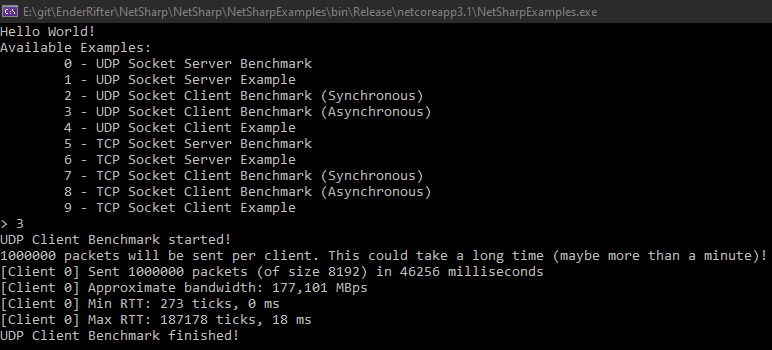 E:\git\EnderRifter\NetSharp\NetSharp\NetSharpExamples\bin\Release\netcoreapp3.1\NetSharpExamples.exe
Hello World!
Available Examples:
0 - UDP Socket Server Benchmark
1 - UDP Socket Server Example
2 - UDP Socket Client Benchmark (Synchronous)
3 - UDP Socket Client Benchmark (Asynchronous)
4 - UDP Socket Client Example
5 - TCP Socket Server Benchmark
6 - TCP Socket Server Example
7 - TCP Socket Client Benchmark (Synchronous)
8 - TCP Socket Client Benchmark (Asynchronous)
9 - TCP Socket Client Example
> 3
UDP Client Benchmark started!
1000000 packets will be sent per client. This could take a long time (maybe more than a minute)!
[Client 0] Sent 1000000 packets (of size 8192) in 46256 milliseconds
[Client 0] Approximate bandwidth: 177,101 MBps
[Client 0] Min RTT: 273 ticks, 0 ms
[Client 0] Max RTT: 187178 ticks, 18 ms
UDP Client Benchmark finished!